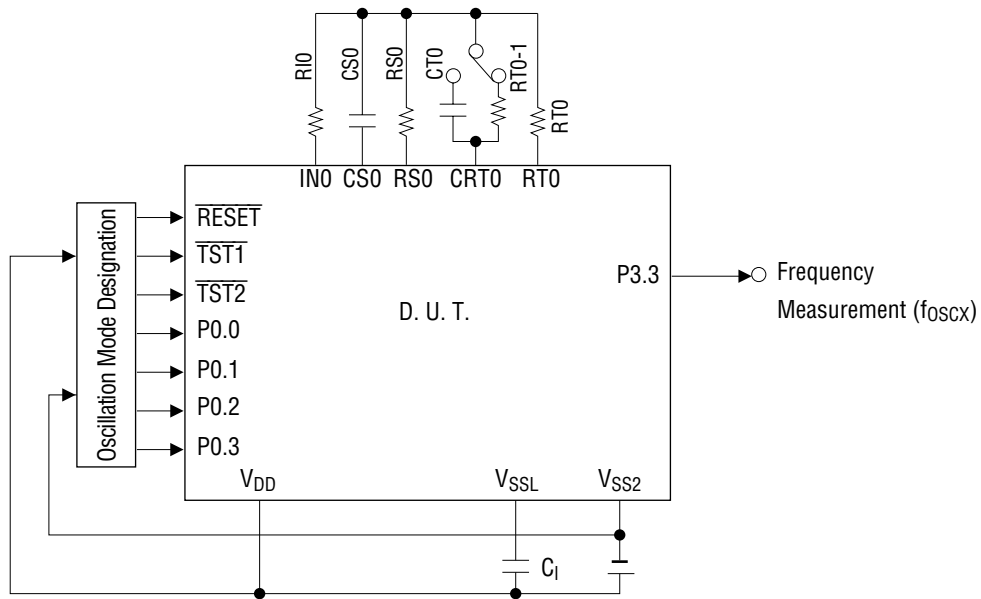 RI0
CS0
RS0
CT0
RT0-1
RT0
IN0 CS0 RS0 CRT0 RT0
Oscillation Mode Designation
RESET
TST1
TST2
P0.0
P0.1
P0.2
P0.3
D. U. T.
P3.3
Frequency
Measurement (fOSCX)
VDD
VSSL
VSS2
CI